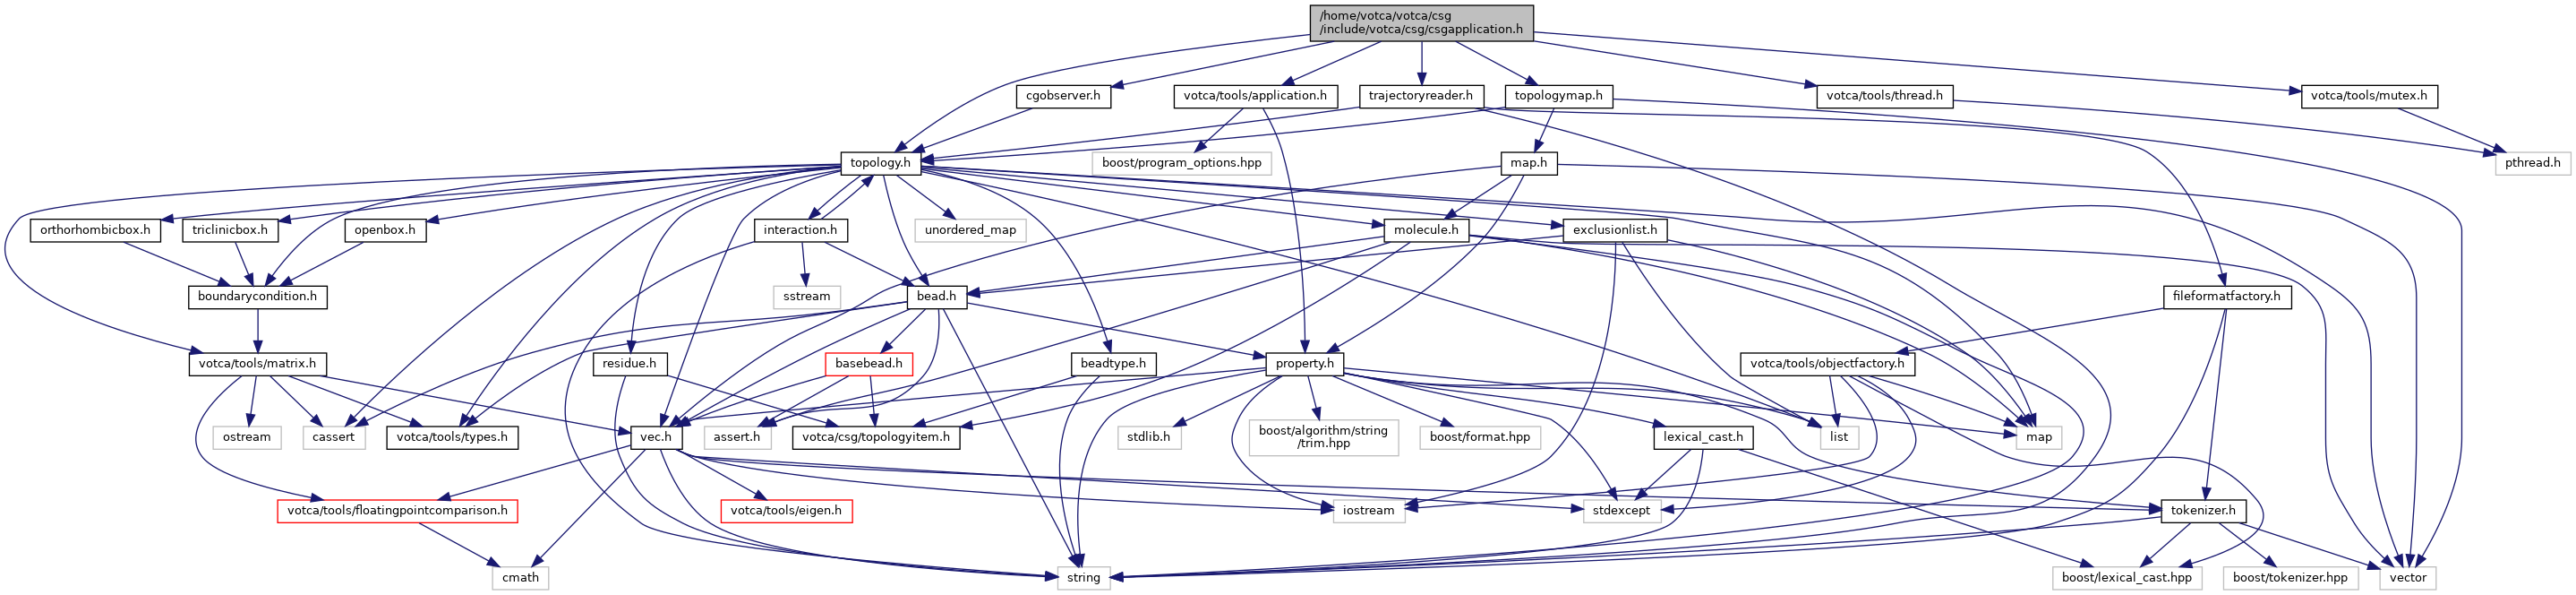 /home/votca/votca/csg
/include/votca/csg/csgapplication.h
cgobserver.h
votca/tools/application.h
trajectoryreader.h
topologymap.h
votca/tools/thread.h
votca/tools/mutex.h
topology.h
boost/program_options.hpp
map.h
pthread.h
orthorhombicbox.h
triclinicbox.h
openbox.h
interaction.h
unordered_map
molecule.h
exclusionlist.h
boundarycondition.h
sstream
bead.h
fileformatfactory.h
votca/tools/matrix.h
residue.h
basebead.h
beadtype.h
property.h
votca/tools/objectfactory.h
ostream
cassert
votca/tools/types.h
vec.h
assert.h
votca/csg/topologyitem.h
stdlib.h
boost/algorithm/string
/trim.hpp
boost/format.hpp
lexical_cast.h
list
map
votca/tools/floatingpointcomparison.h
votca/tools/eigen.h
iostream
stdexcept
tokenizer.h
cmath
string
boost/lexical_cast.hpp
boost/tokenizer.hpp
vector